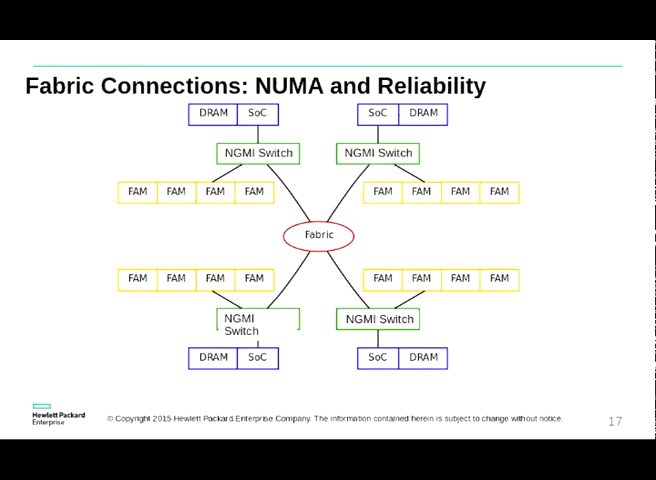 Fabric Connections: NUMA and Reliability
DRAM SoC
SoC DRAM
NGMI Switch
NGMI Switch
FAM FAM FAM FAM
FAM FAM FAM FAM
Fabric
FAM FAM FAM FAM
FAM FAM FAM FAM
NGMI
Switch
NGMI Switch
DRAM SoC
SoC DRAM
Hewlett Packard
Enterprise
© Copyright 2015 Hewlett Packard Enterprise Company. The information contained herein is subject to change without notice.
17